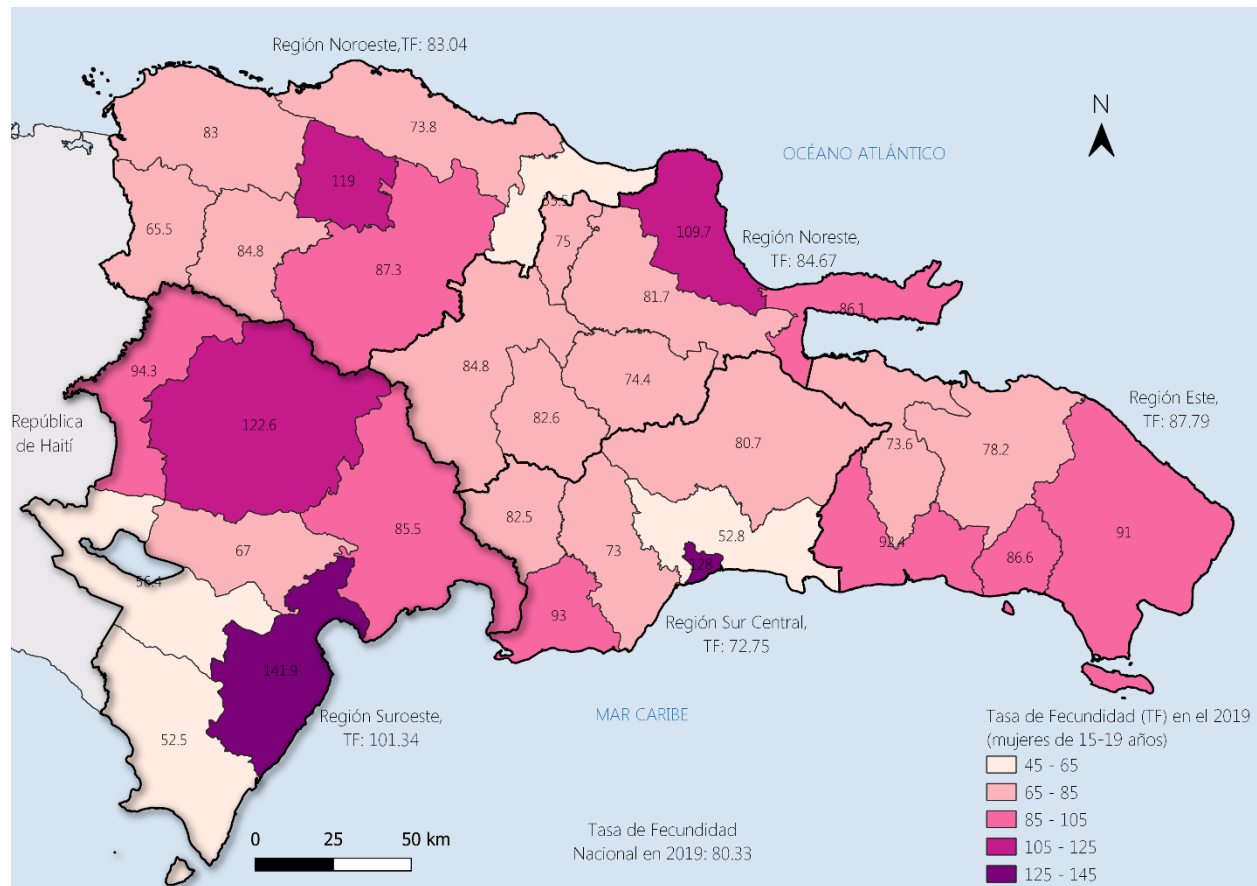 Región Noroeste,TF: 83.04
N
83
73.8
OCÉANO ATLÁNTICO
119
65.5
84.8
87.3
75
109.7
Región Noreste,
TF: 84.67
81.7
86.1
94.3
84.8
74.4
122.6
82.6
República
de Haití
80.7
73.6
78.2
Región Este,
TF: 87.79
82.5
85.5
67
73
52.8
128
92.4
86.6
91
56.4
93
Región Sur Central,
TF: 72.75
141.9
52.5
Región Suroeste,
TF: 101.34
MAR CARIBE
Tasa de Fecundidad (TF) en el 2019
(mujeres de 15-19 años)
45 - 65
65 - 85
85 - 105
105 - 125
125 - 145
0 25 50 km
Tasa de Fecundidad
Nacional en 2019: 80.33